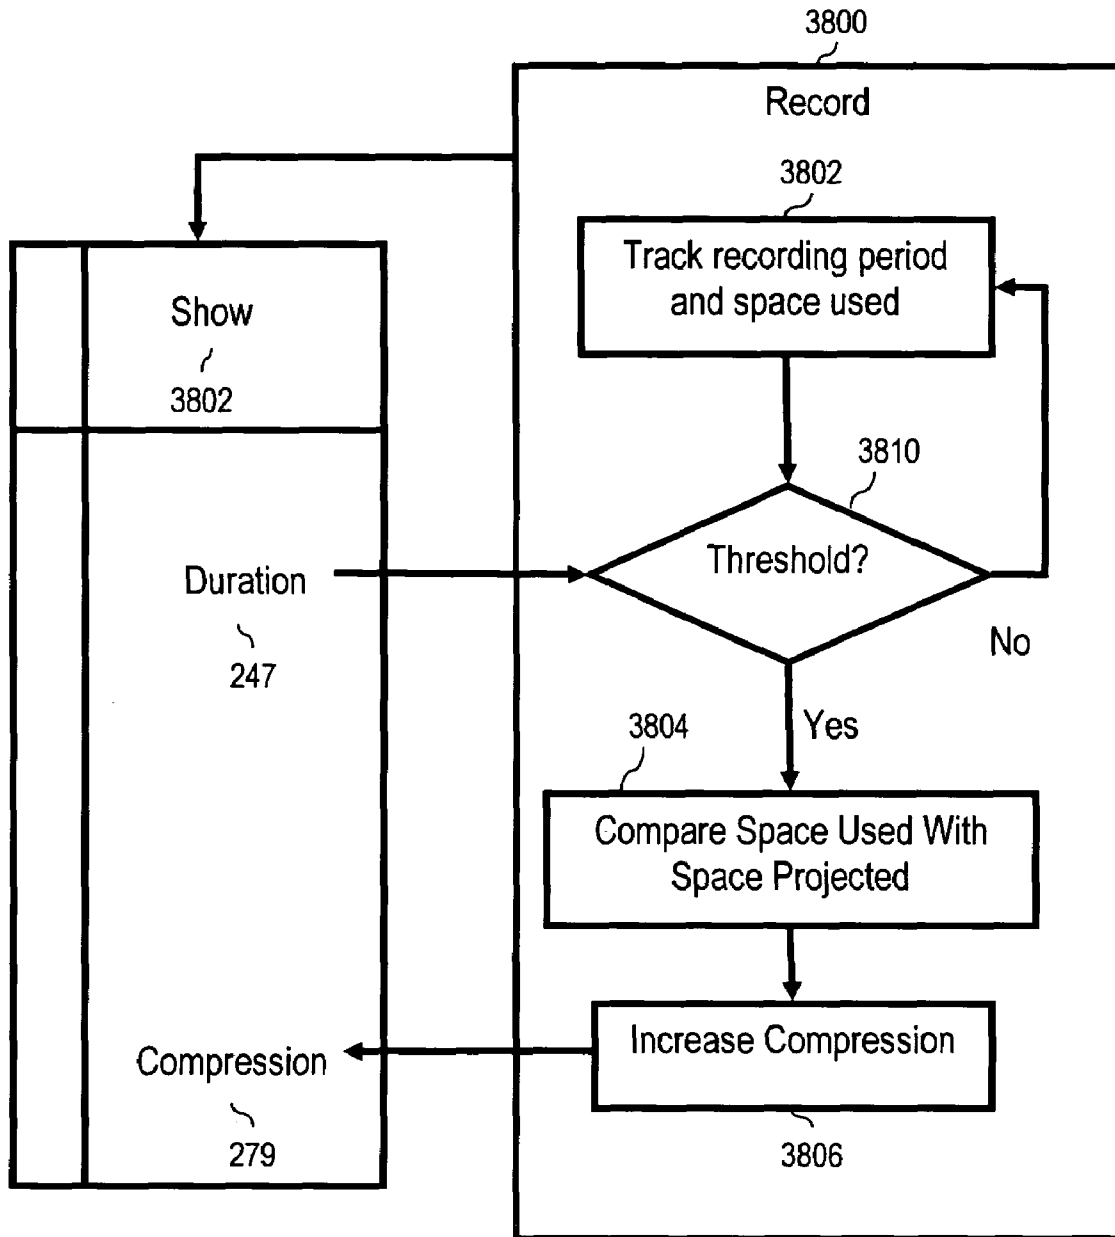 3800
Record
3802
Track recording period
and space used
Show
3802
3810
Threshold?
Duration
247
No
Yes
3804
Compare Space Used With
Space Projected
Increase Compression
Compression
279
3806